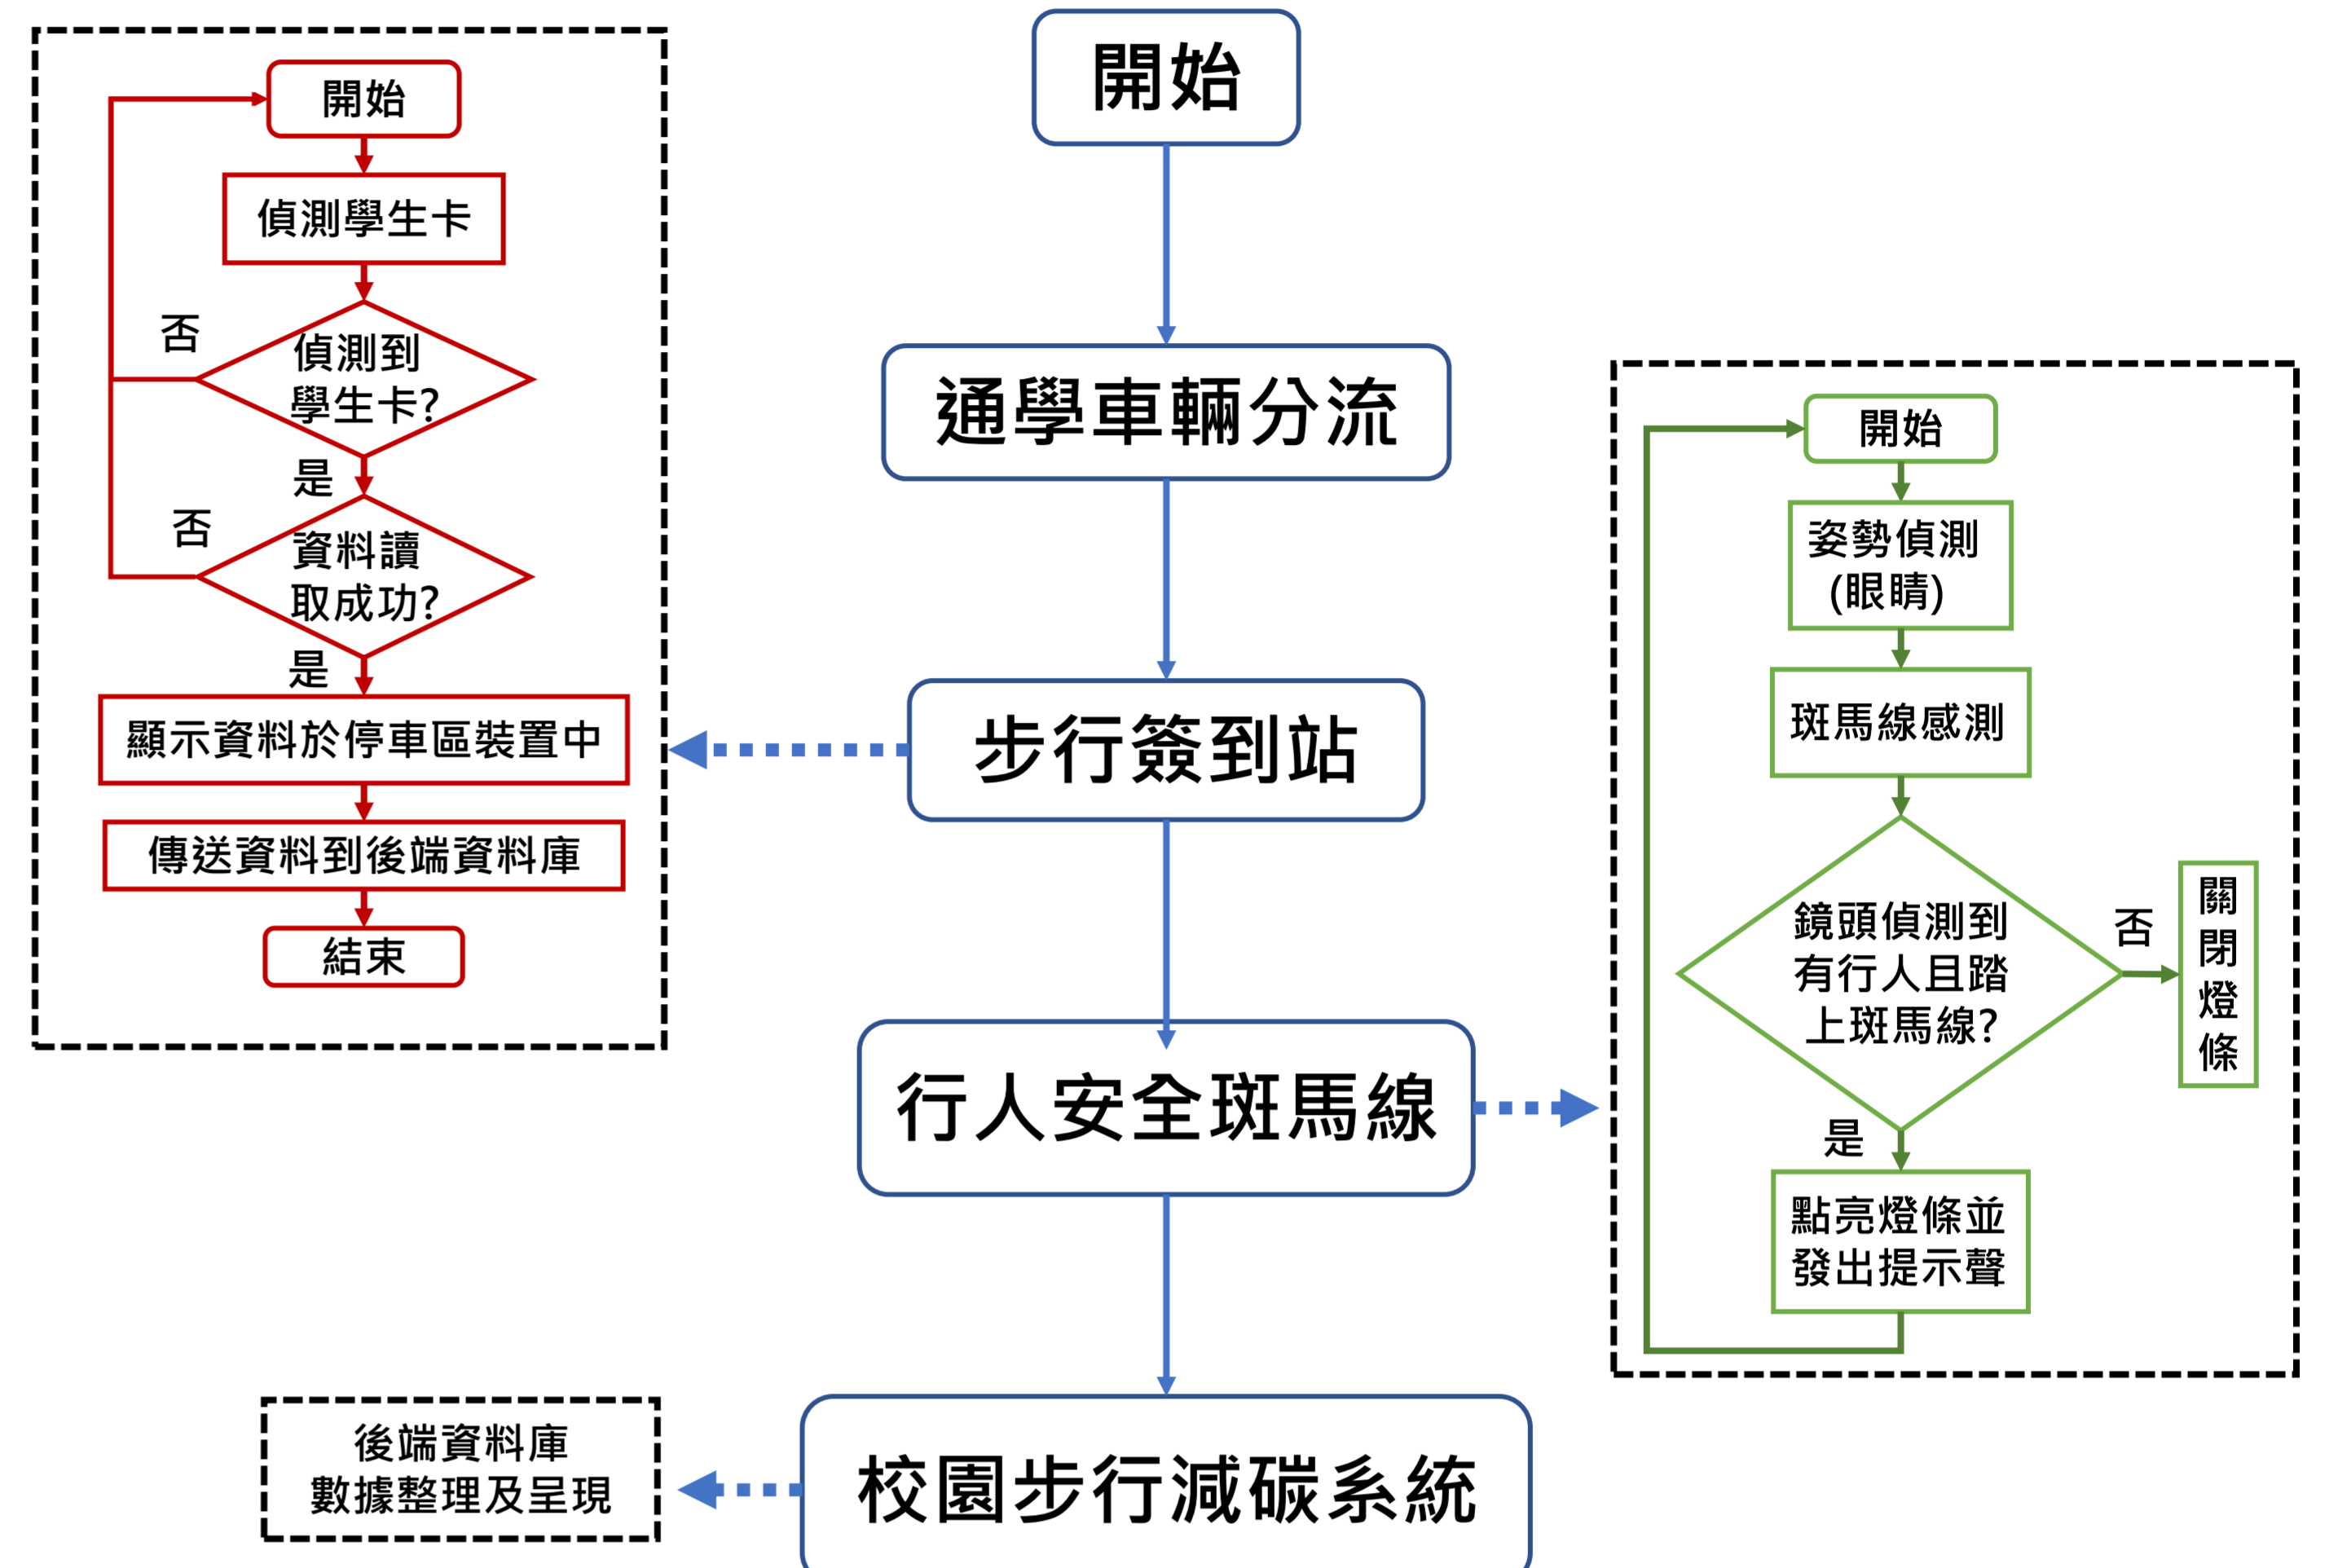 開始
通學車輛分流
步行簽到站
行人安全斑馬線
校園步行減碳系統
開始
偵測學生卡
偵測到
學生卡?
否
是
資料讀
取成功?
否
是
顯示資料於停車區裝置中
傳送資料到後端資料庫
結束
開始
姿勢偵測
(眼睛)
斑馬線感測
鏡頭偵測到
有行人且踏
上斑馬線?
否
關
閉
燈
條
是
點亮燈條並
發出提示聲
後端資料庫
數據整理及呈現